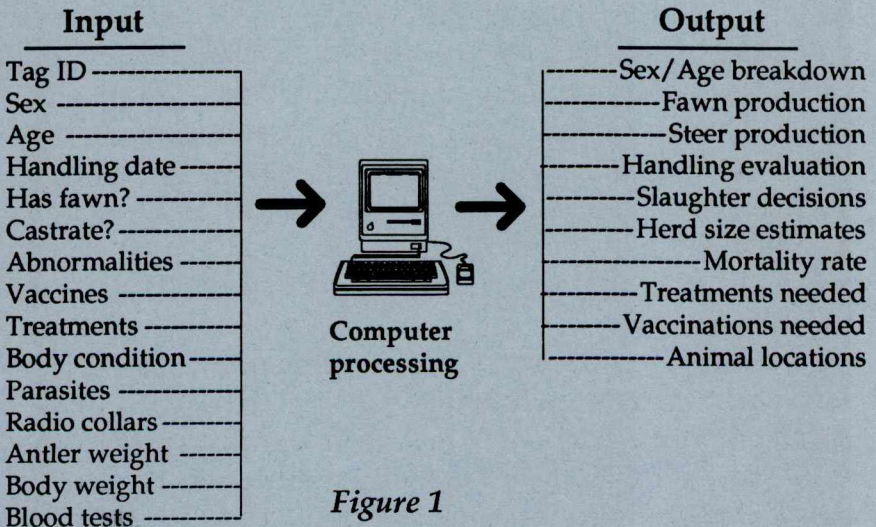 Input
Tag ID
Sex
Age
Handling date
Has fawn?
Castrate?
Abnormalities
Vaccines
Treatments
Body condition
Parasites
Radio collars
Antler weight
Body weight
Blood tests
Computer
processing
Figure 1
Output
Sex/Age breakdown
Fawn production
Steer production
Handling evaluation
Slaughter decisions
Herd size estimates
Mortality rate
Treatments needed
Vaccinations needed
Animal locations